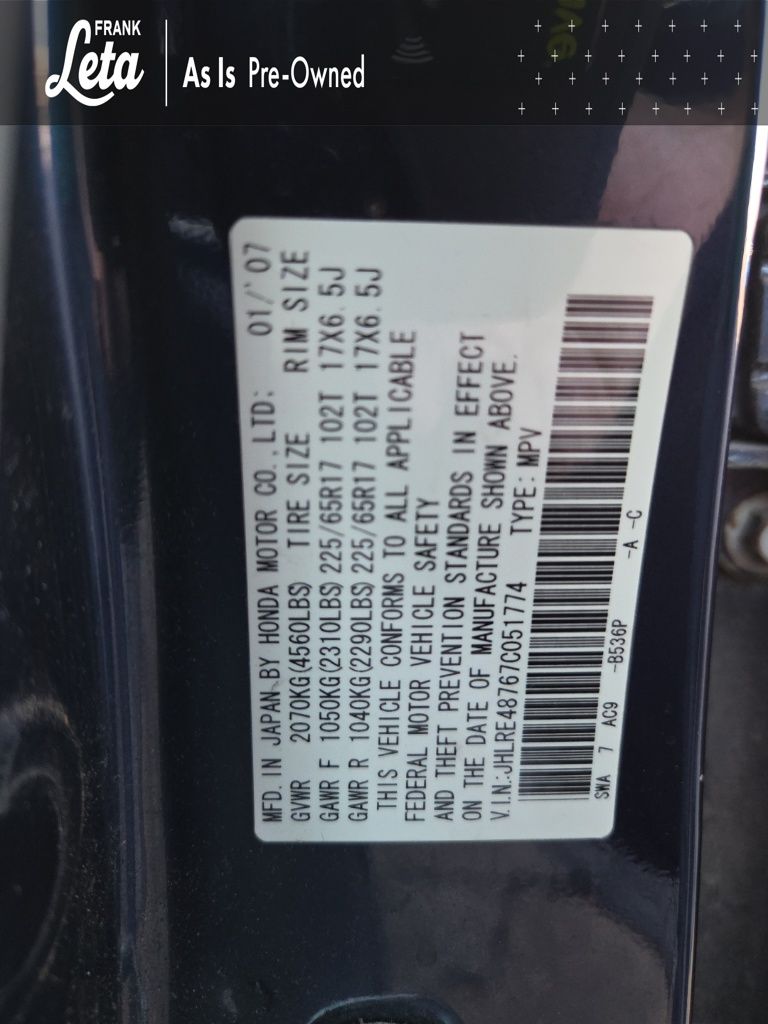 FRANK
Leta
As Is Pre-Owned
MFD. IN JAPAN BY HONDA MOTOR CO.,LTD: 01/'07
GVWR 2070KG(4560LBS) TIRE SIZE RIM SIZE
GAWR F 1050KG(2310LBS) 225/65R17 102T 17X6.5J
GAWR R 1040KG(2290LBS) 225/65R17 102T 17X6.5J
THIS VEHICLE CONFORMS TO ALL APPLICABLE
FEDERAL MOTOR VEHICLE SAFETY
AND THEFT PREVENTION STANDARDS IN EFFECT
ON THE DATE OF MANUFACTURE SHOWN ABOVE.
V.I.N.:JHLRE48767C051774 TYPE: MPV
SWA 7 AC9 -B536P -A -C